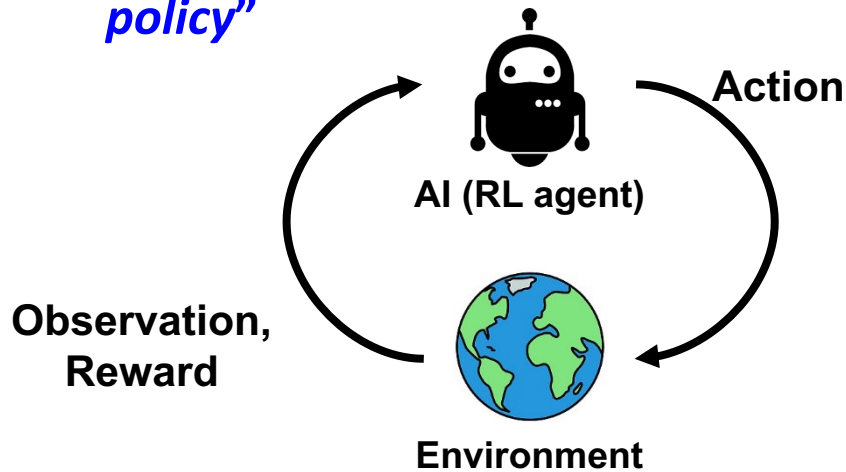 policy”
Action
AI (RL agent)
Observation,
Reward
Environment